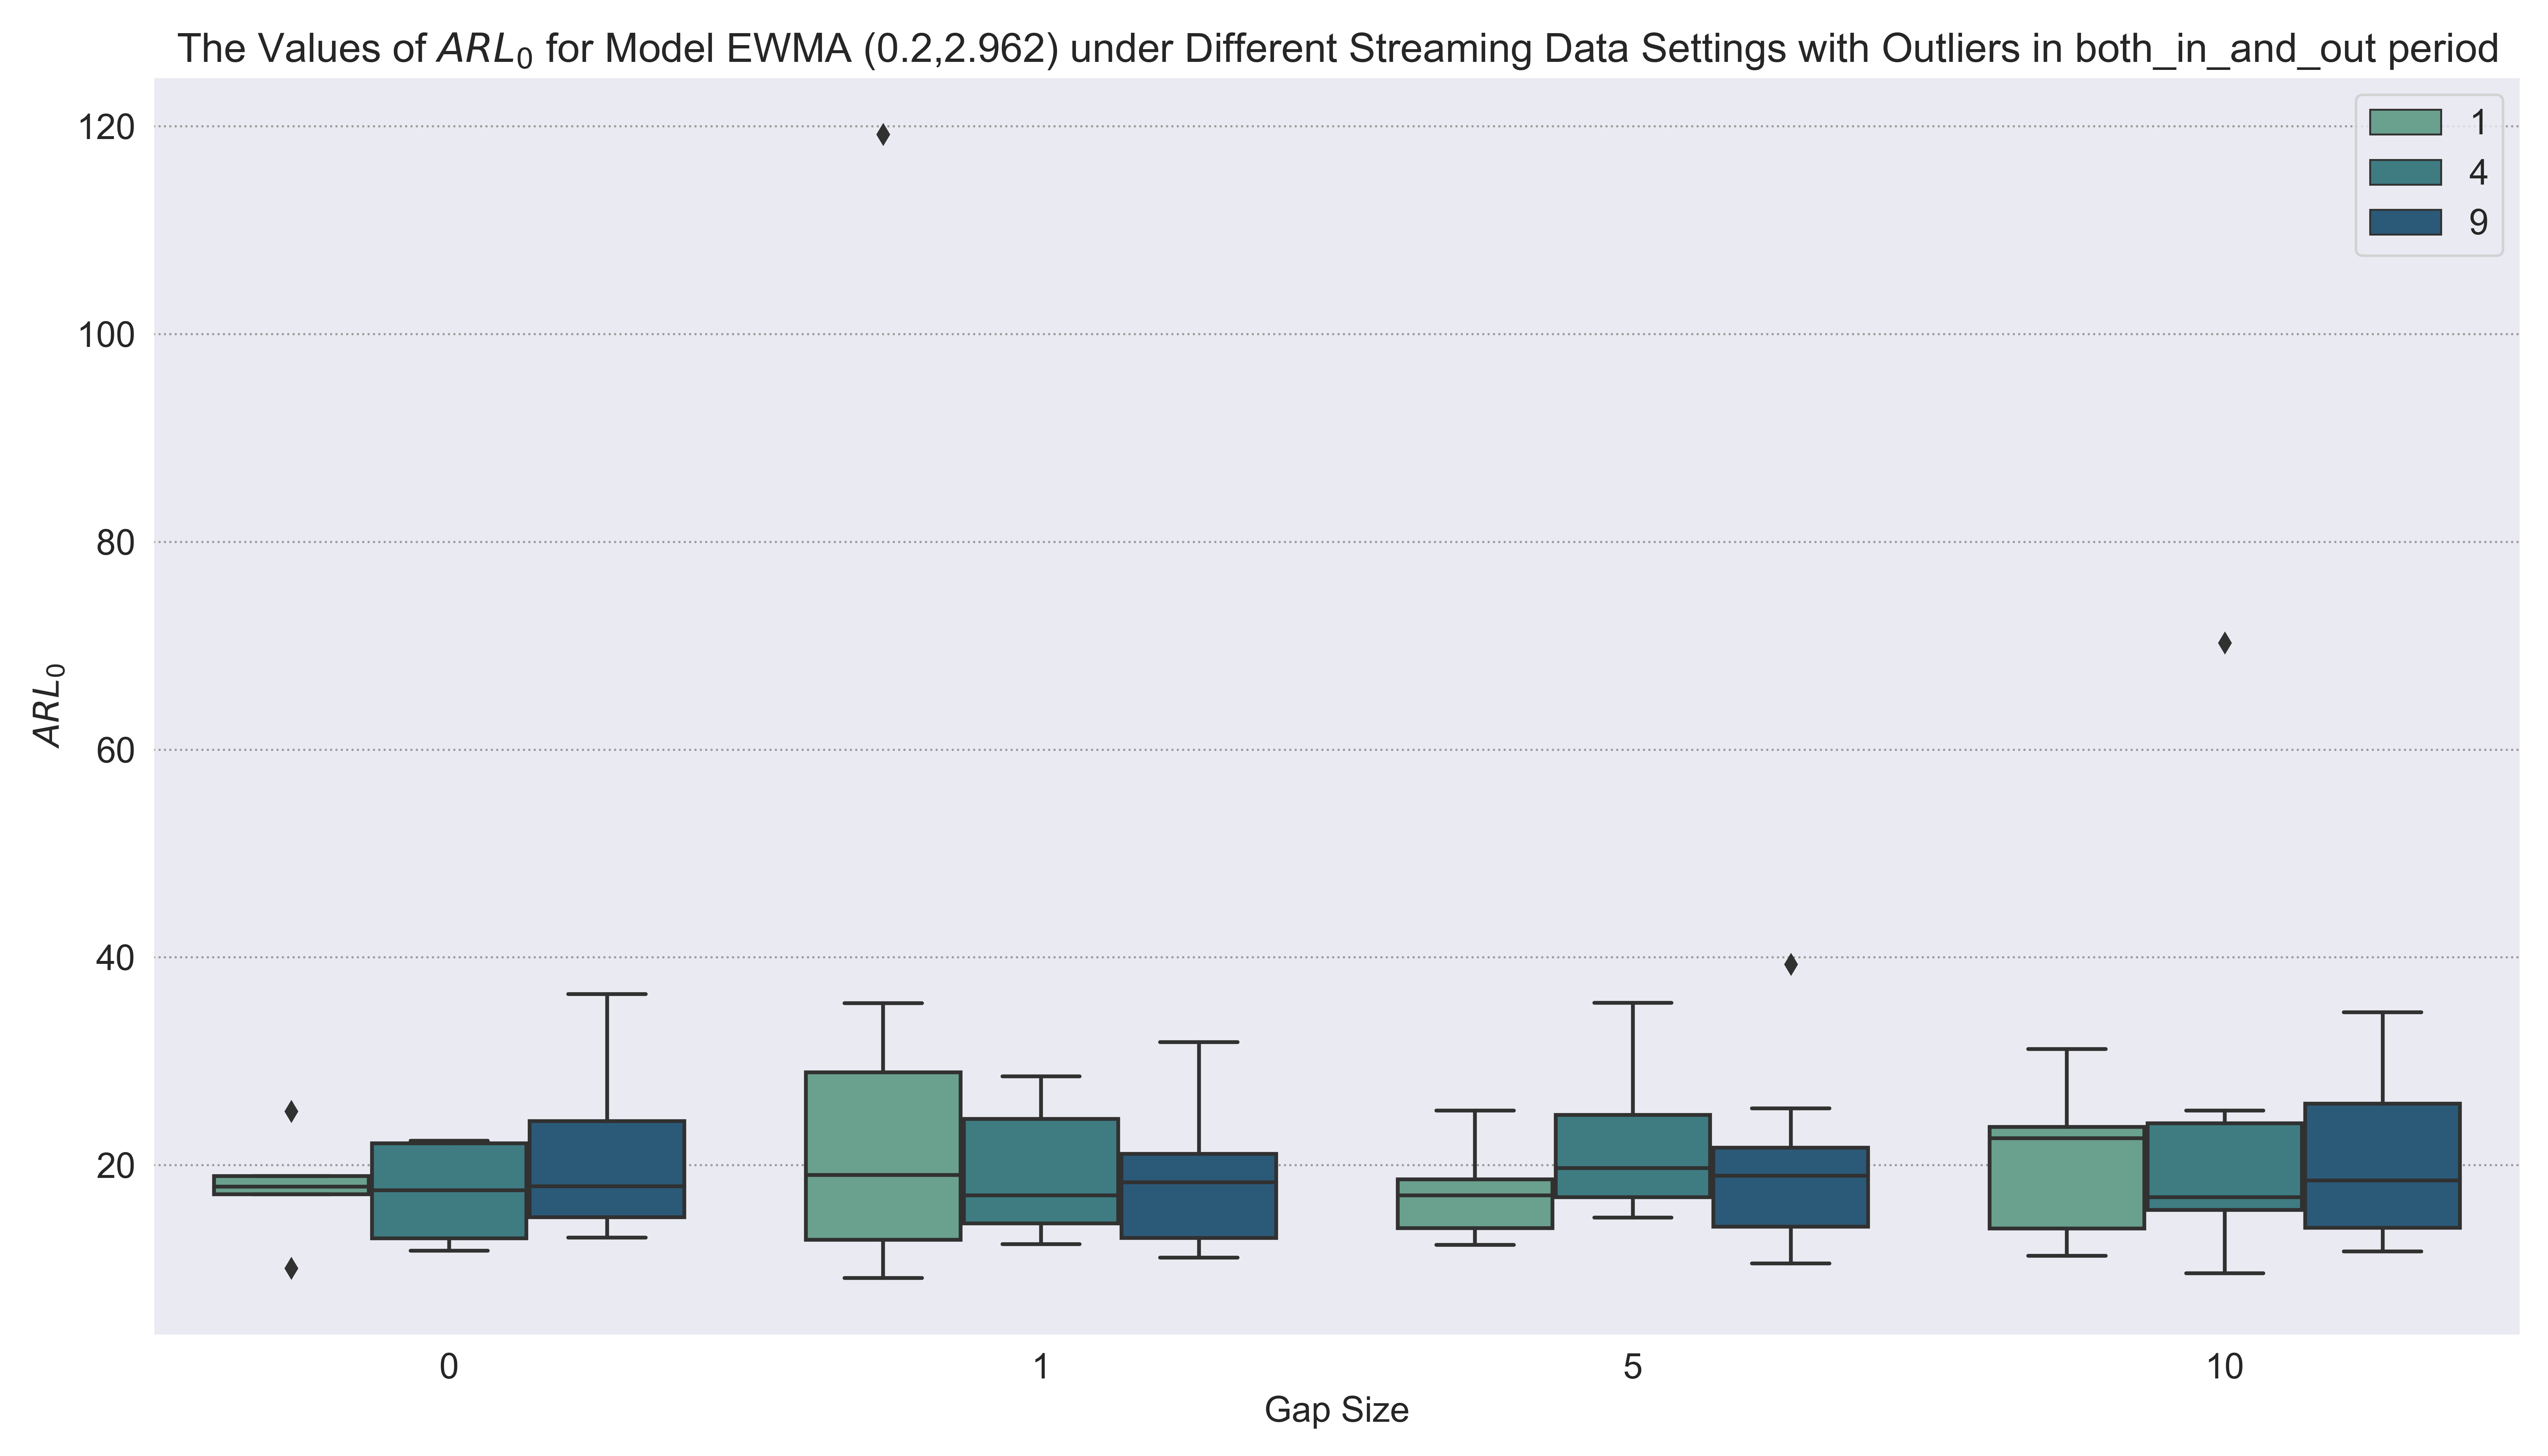 The Values of ARL₀ for Model EWMA (0.2,2.962) under Different Streaming Data Settings with Outliers in both_in_and_out period
120
100
80
60
40
20
ARL₀
1
4
9
0 1 5 10
Gap Size